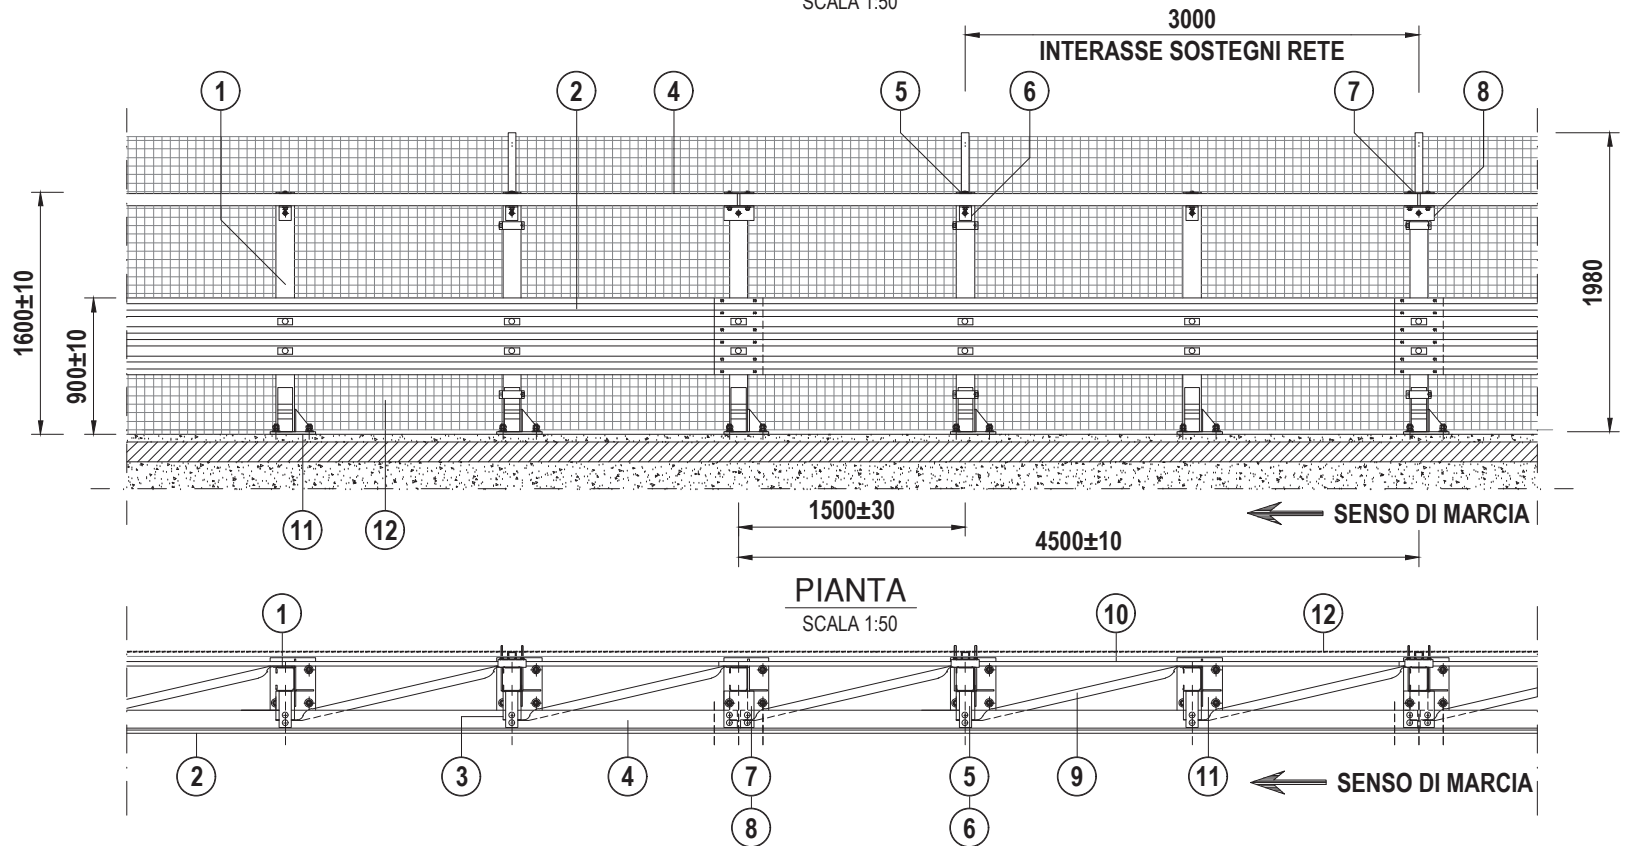 SCALA 1:50
3000
INTERASSE SOSTEGNI RETE
1 2 4 5 6 7 8
1600±10
900±10
1980
11 12
1500±30
SENSO DI MARCIA
4500±10
PIANTA
SCALA 1:50
1 10 12
2 3 4 7 5 9 11
SENSO DI MARCIA
8 6